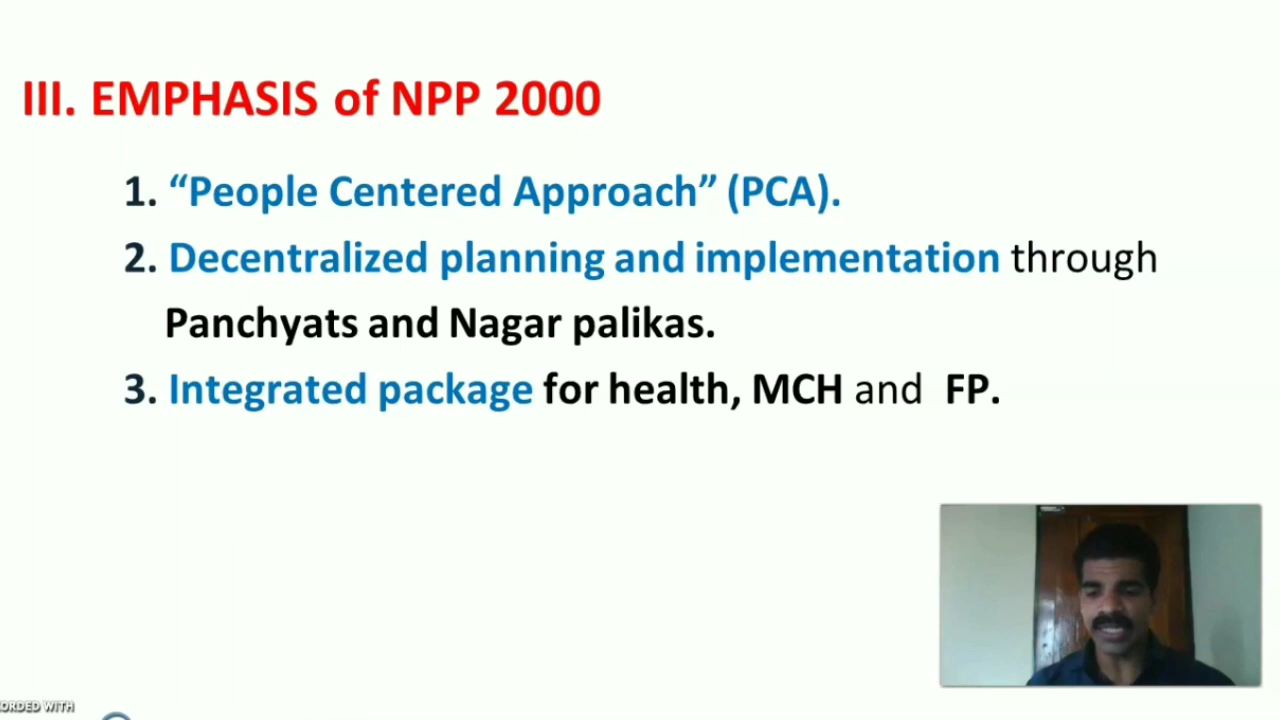 III. EMPHASIS of NPP 2000
1. “People Centered Approach” (PCA).
2. Decentralized planning and implementation through
Panchyats and Nagar palikas.
3. Integrated package for health, MCH and FP.
ORDED WITH